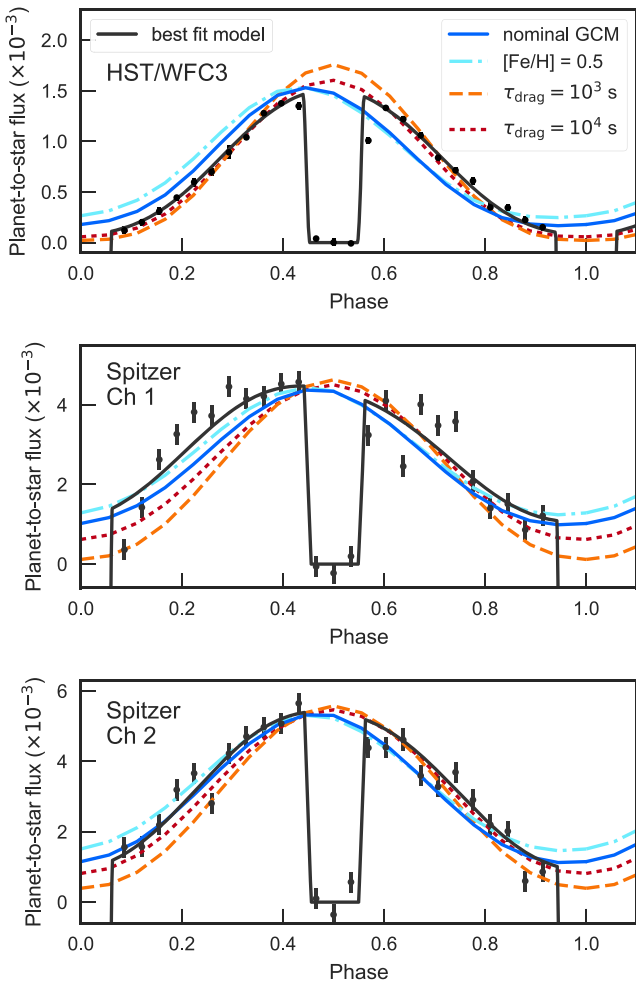 best fit model
HST/WFC3
nominal GCM
[Fe/H] = 0.5
τdrag = 10³ s
τdrag = 10⁴ s
Planet-to-star flux (×10⁻³)
1.5
1.0
0.5
0.0
0.0 0.2 0.4 0.6 0.8 1.0
Phase
Spitzer
Ch 1
Planet-to-star flux (×10⁻³)
4
2
0
0.0 0.2 0.4 0.6 0.8 1.0
Phase
Spitzer
Ch 2
Planet-to-star flux (×10⁻³)
6
4
2
0
0.0 0.2 0.4 0.6 0.8 1.0
Phase